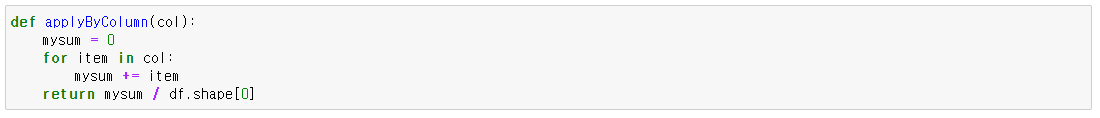 def applyByColumn(col):
    mysum = 0
    for item in col:
        mysum += item
    return mysum / df.shape[0]